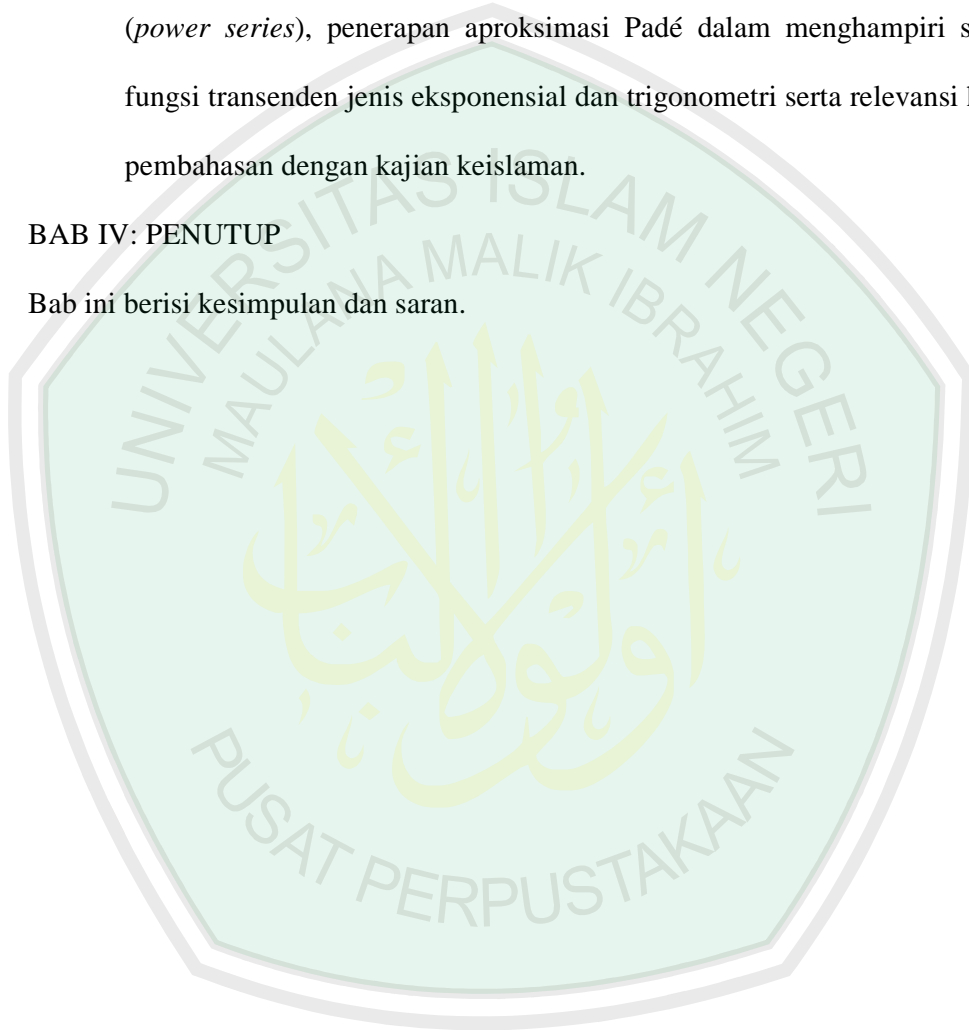 (power series), penerapan aproksimasi Padé dalam menghampiri
fungsi transenden jenis eksponensial dan trigonometri serta relevansi
pembahasan dengan kajian keislaman.
BAB IV: PENUTUP
Bab ini berisi kesimpulan dan saran.
UNIVERSITAS ISLAM NEGERI
MAULANA MALIK IBRAHIM
PUSAT PERPUSTAKAAN